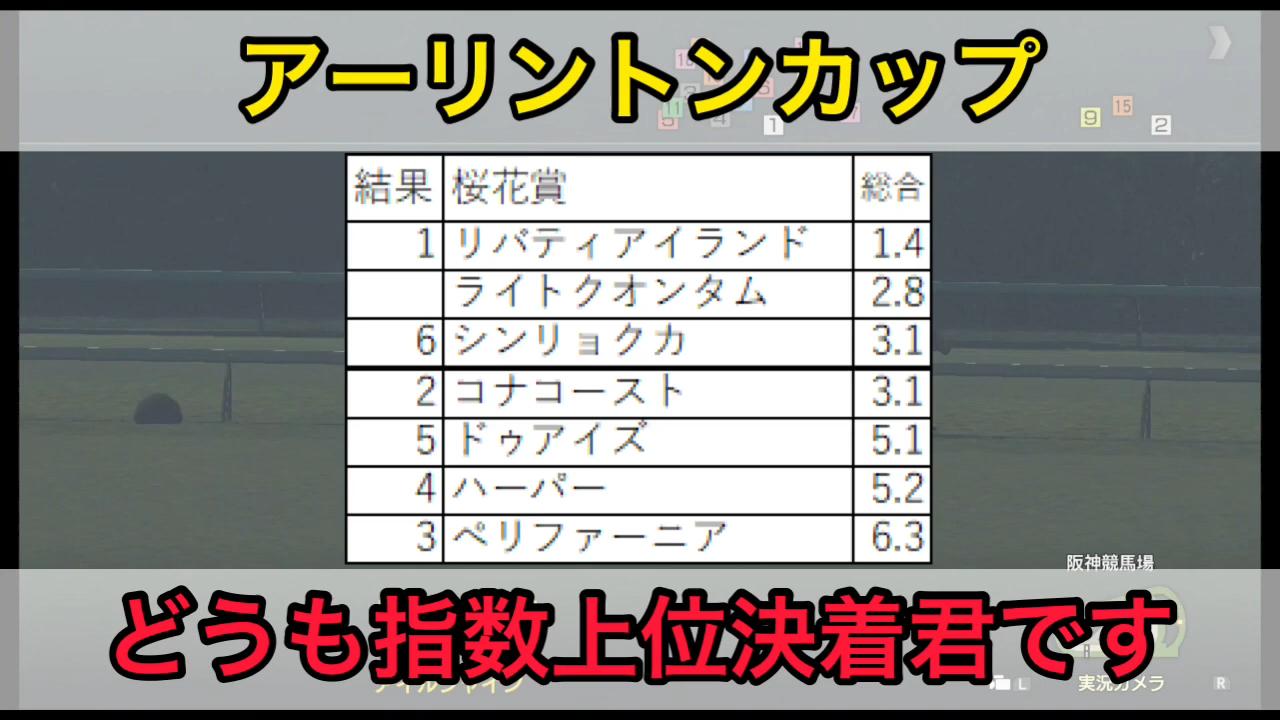 アーリントンカップ
9 15 2
1
結果 桜花賞 総合
1 リバティアイランド 1.4
ライトクオンタム 2.8
6 シンリョクカ 3.1
2 コナコースト 3.1
5 ドゥアイズ 5.1
4 ハーパー 5.2
3 ペリファーニア 6.3
阪神競馬場
どうも指数上位決着君です
L 実況カメラ R